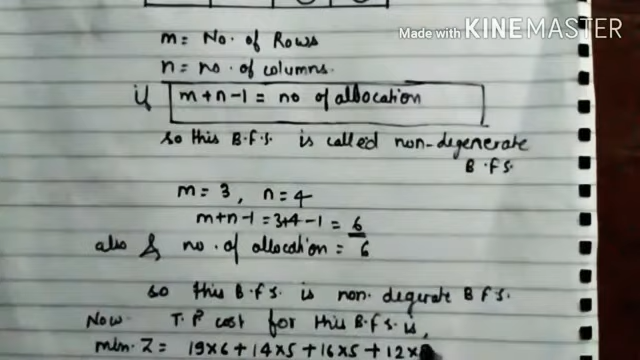 Made with KINEMASTER
m = No. of Rows
n = no. of columns.
if m+n-1 = no of allocation
so this B.F.S. is called non-degenerate
B.F.S.
m = 3, n = 4
m+n-1 = 3+4-1 = 6
also & no. of allocation = 6
so this B.F.S. is non. degerate B F S.
Now T.P cost for this B.F.S. is,
min. Z = 19×6 + 14×5 + 16×5 + 12×